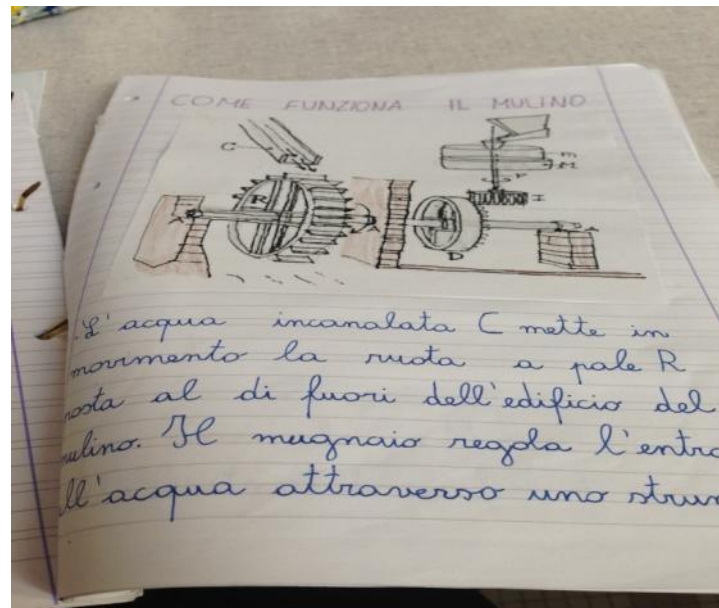 COME FUNZIONA IL MULINO
C
m
M
P
I
R
A
A
A
D
L'acqua incanalata C mette in
movimento la ruota a pale R
posta al di fuori dell'edificio del
mulino. Il mugnaio regola l'entra
ll'acqua attraverso uno strum